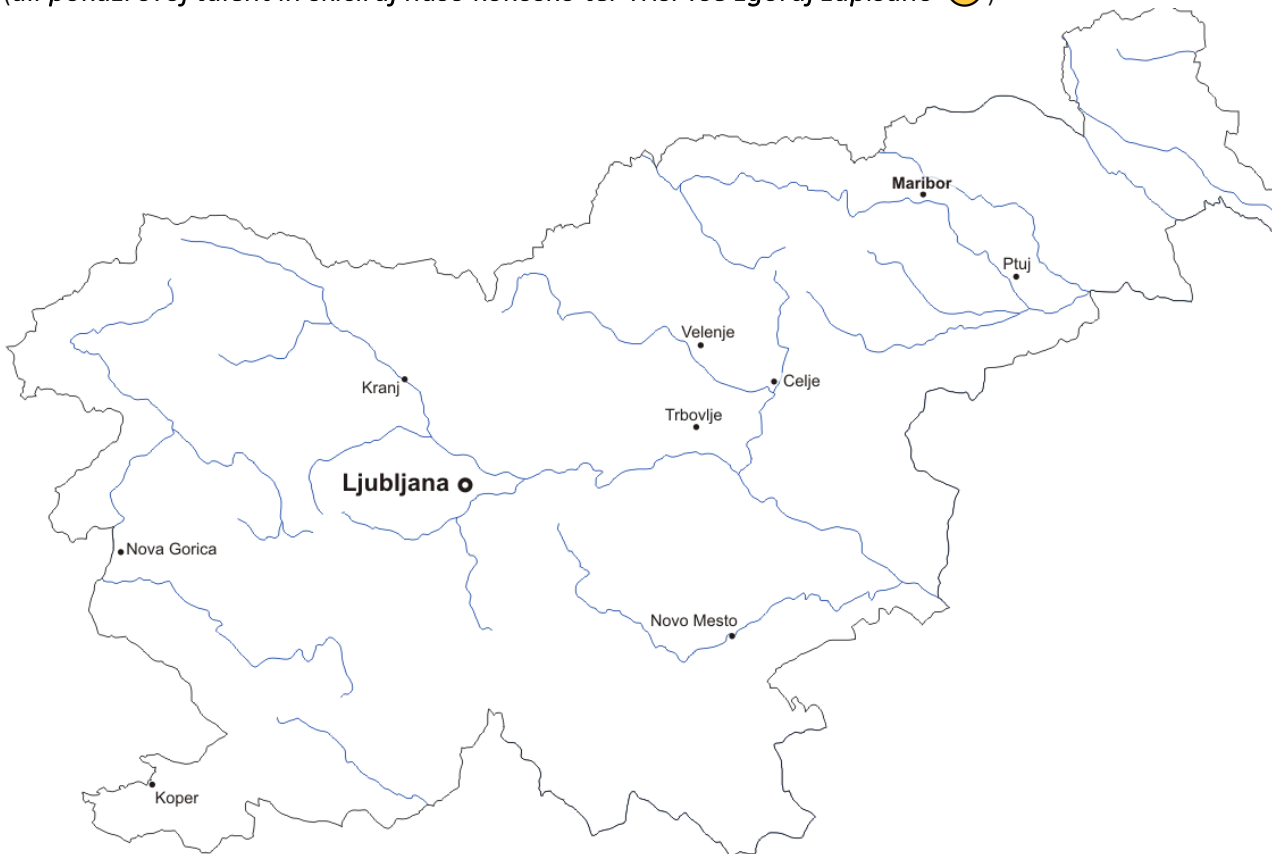 Maribor
Ptuj
Velenje
Kranj
Celje
Trbovlje
Ljubljana
Nova Gorica
Novo Mesto
Koper